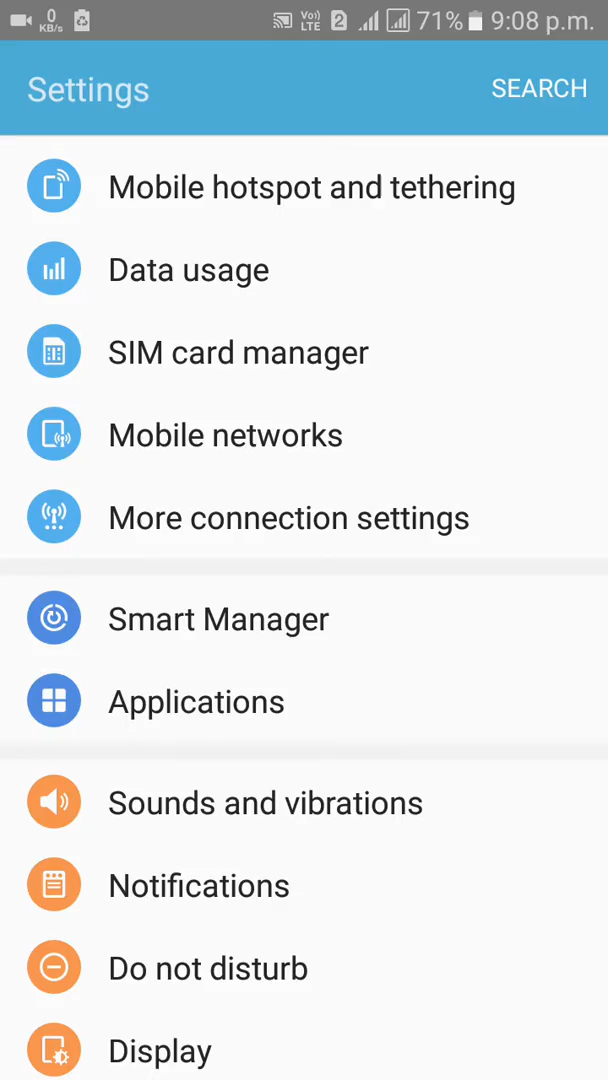 0 KB/s Vo) LTE 2 71% 9:08 p.m.
Settings SEARCH
Mobile hotspot and tethering
Data usage
SIM card manager
Mobile networks
More connection settings
Smart Manager
Applications
Sounds and vibrations
Notifications
Do not disturb
Display